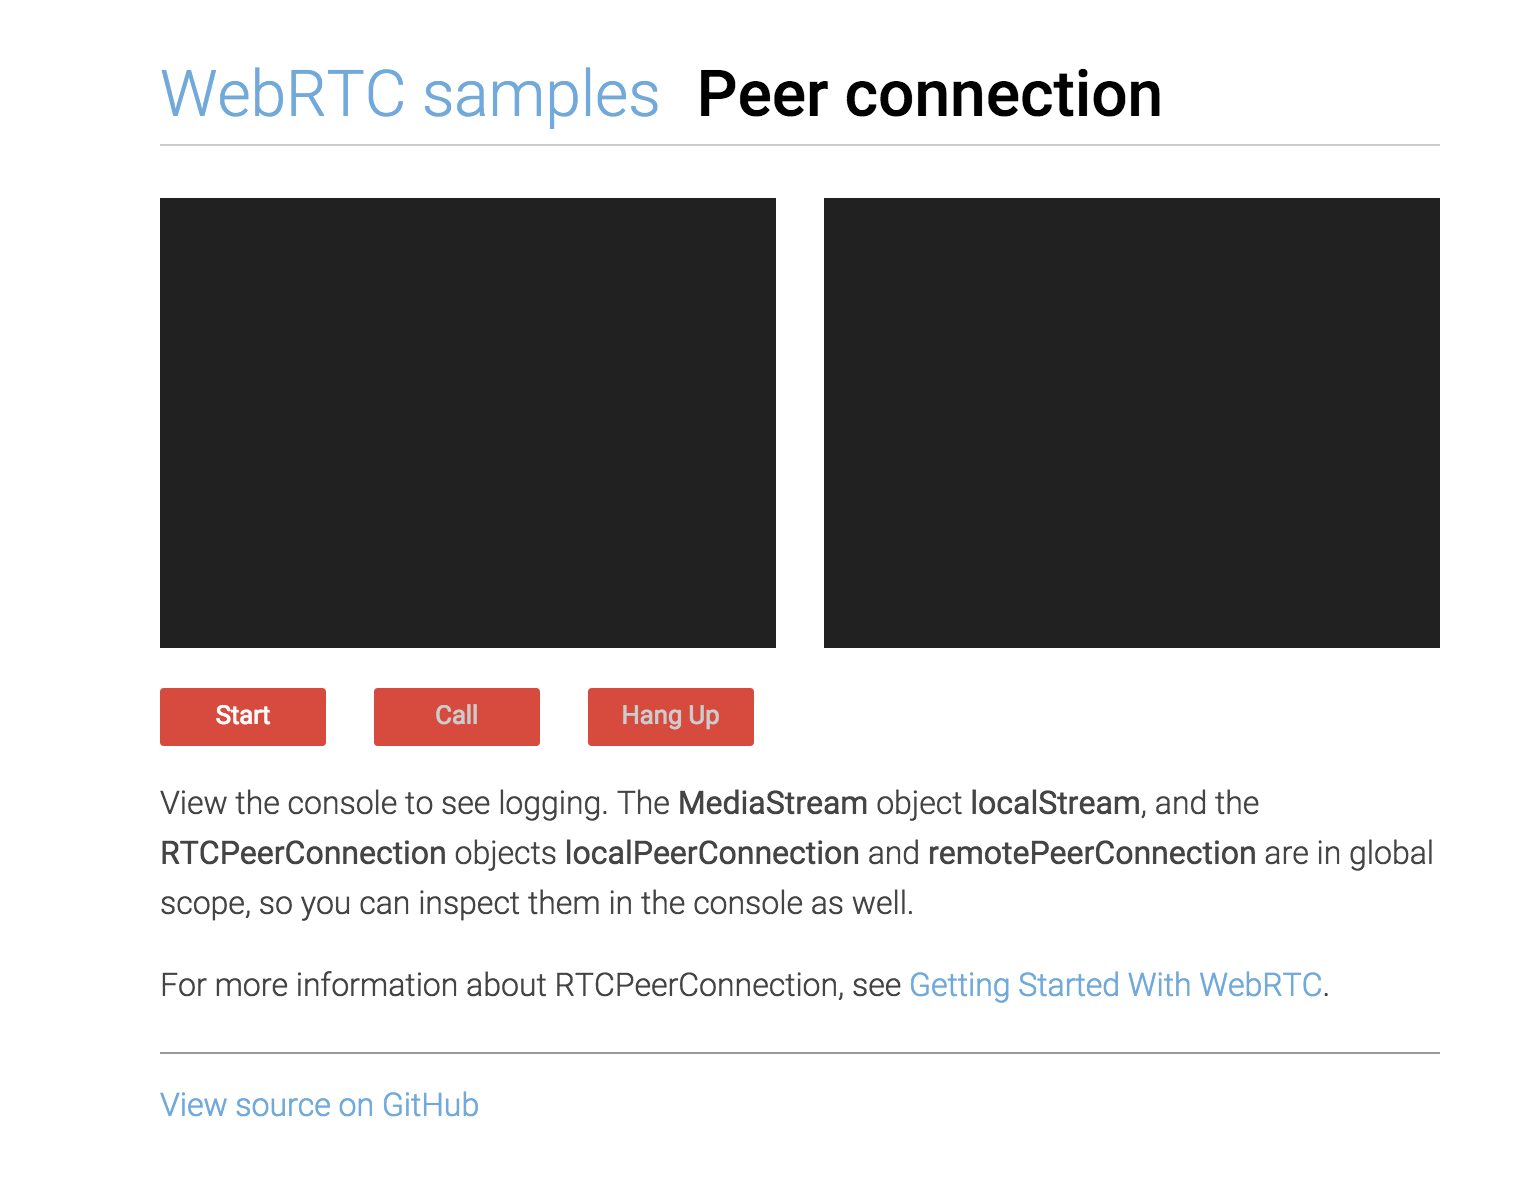 WebRTC samples Peer connection
Start Call Hang Up
View the console to see logging. The MediaStream object localStream, and the
RTCPeerConnection objects localPeerConnection and remotePeerConnection are in global
scope, so you can inspect them in the console as well.
For more information about RTCPeerConnection, see Getting Started With WebRTC.
View source on GitHub